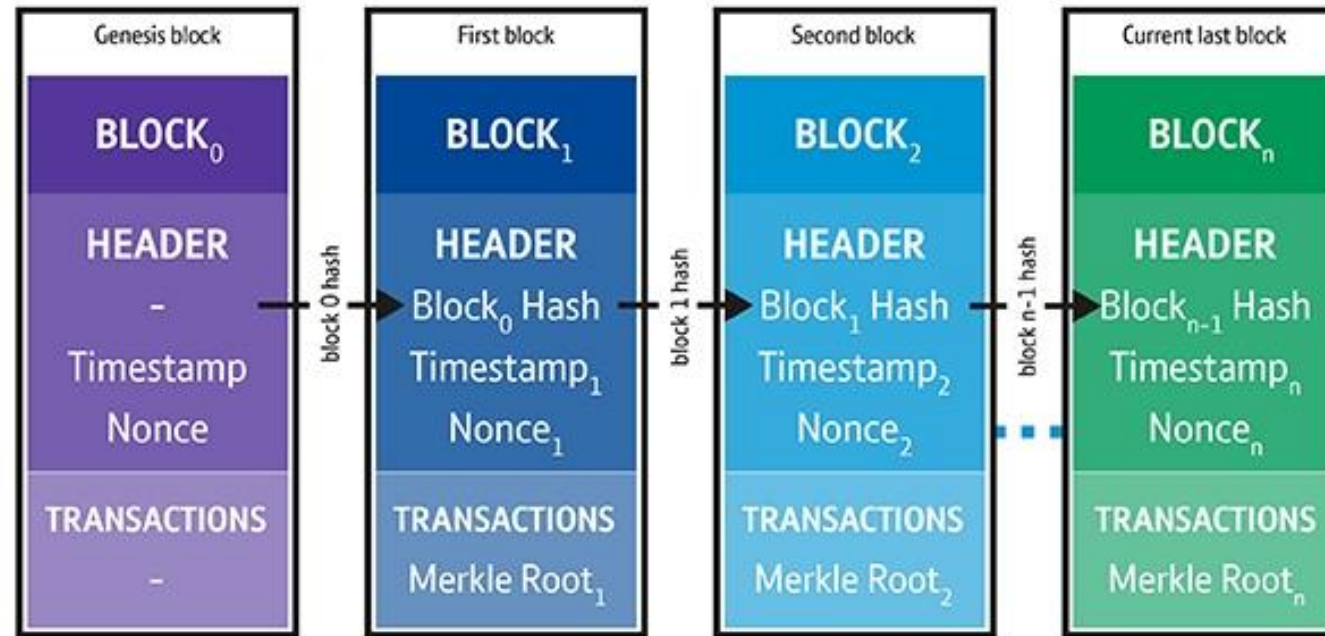 Genesis block
BLOCK₀
HEADER
-
Timestamp
Nonce
TRANSACTIONS
-
block 0 hash
First block
BLOCK₁
HEADER
Block₀ Hash
Timestamp₁
Nonce₁
TRANSACTIONS
Merkle Root₁
block 1 hash
Second block
BLOCK₂
HEADER
Block₁ Hash
Timestamp₂
Nonce₂
TRANSACTIONS
Merkle Root₂
block n-1 hash
Current last block
BLOCKₙ
HEADER
Blockₙ₋₁ Hash
Timestampₙ
Nonceₙ
TRANSACTIONS
Merkle Rootₙ